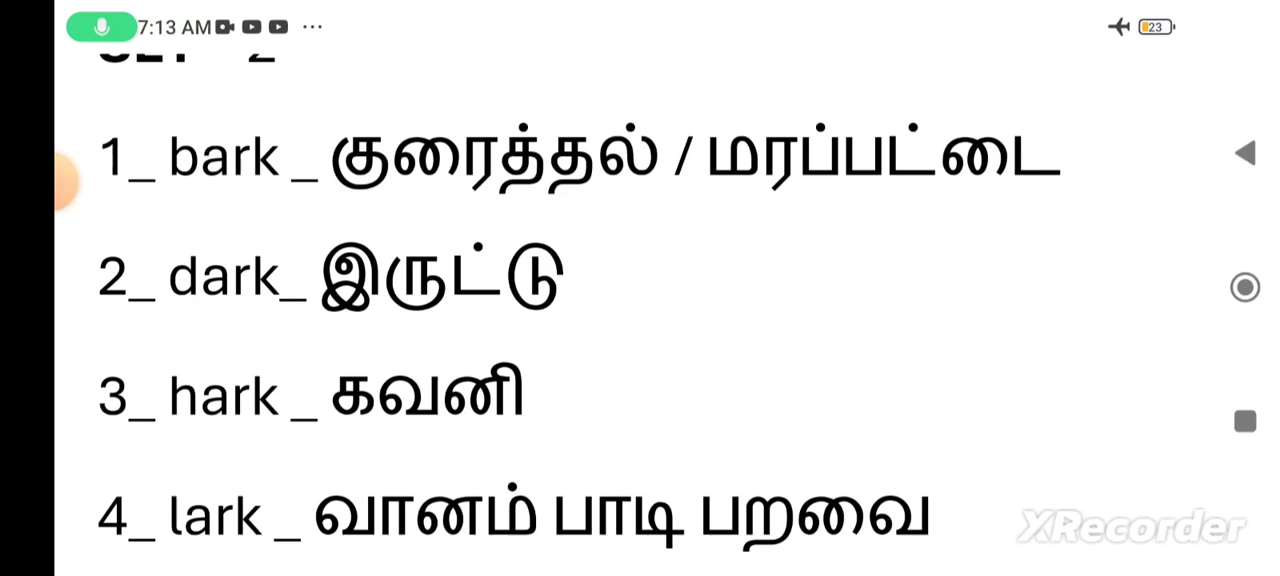 7:13 AM ...
23
1_ bark _ குரைத்தல் / மரப்பட்டை
2_ dark_ இருட்டு
3_ hark _ கவனி
4_ lark _ வானம் பாடி பறவை
XRecorder